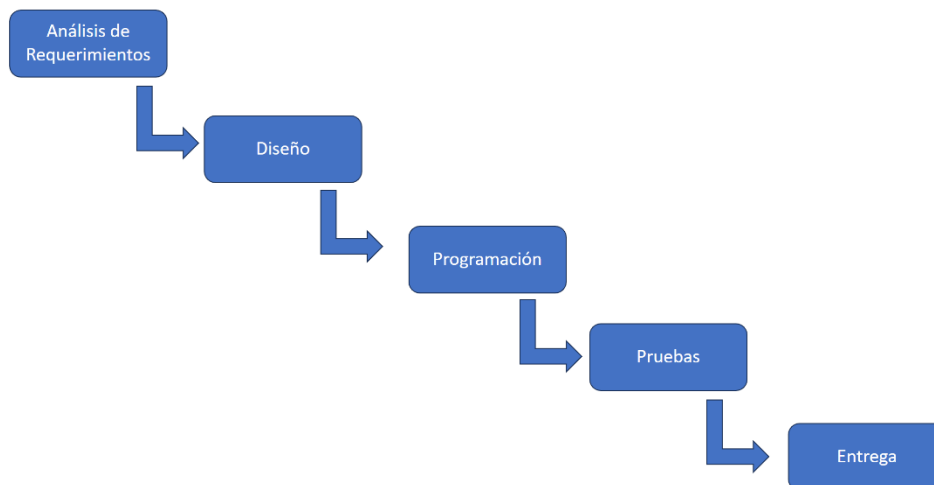 Análisis de
Requerimientos
Diseño
Programación
Pruebas
Entrega